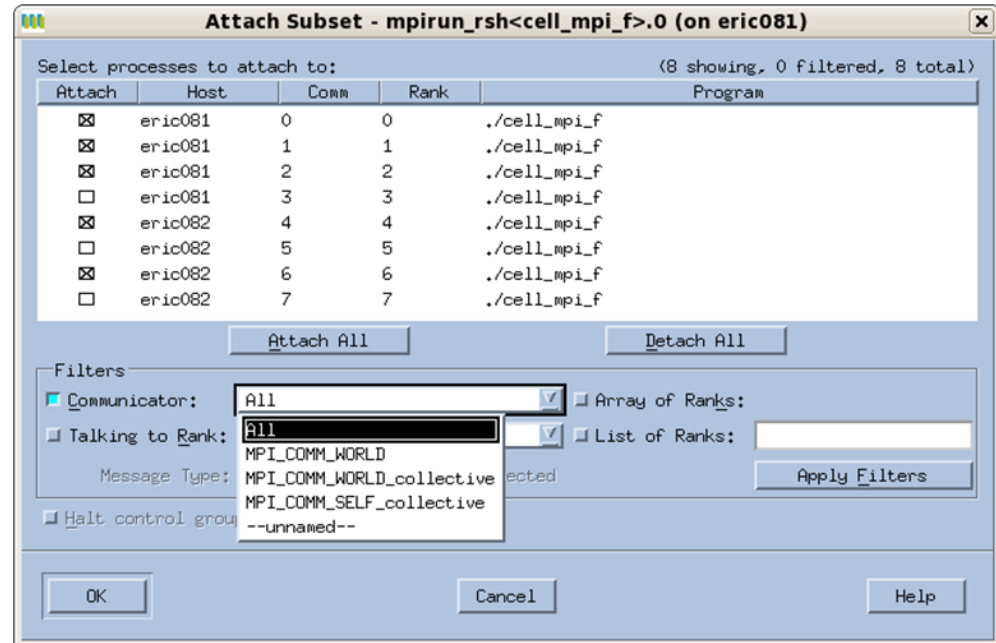 Attach Subset - mpirun_rsh<cell_mpi_f>.0 (on eric081)
Select processes to attach to: (8 showing, 0 filtered, 8 total)
Attach Host Comm Rank Program
eric081 0 0 ./cell_mpi_f
eric081 1 1 ./cell_mpi_f
eric081 2 2 ./cell_mpi_f
eric081 3 3 ./cell_mpi_f
eric082 4 4 ./cell_mpi_f
eric082 5 5 ./cell_mpi_f
eric082 6 6 ./cell_mpi_f
eric082 7 7 ./cell_mpi_f
Attach All Detach All
Filters
Communicator: All Array of Ranks:
Talking to Rank: All List of Ranks:
MPI_COMM_WORLD
Message Type: MPI_COMM_WORLD_collective ected Apply Filters
MPI_COMM_SELF_collective
Halt control grou --unnamed--
OK Cancel Help